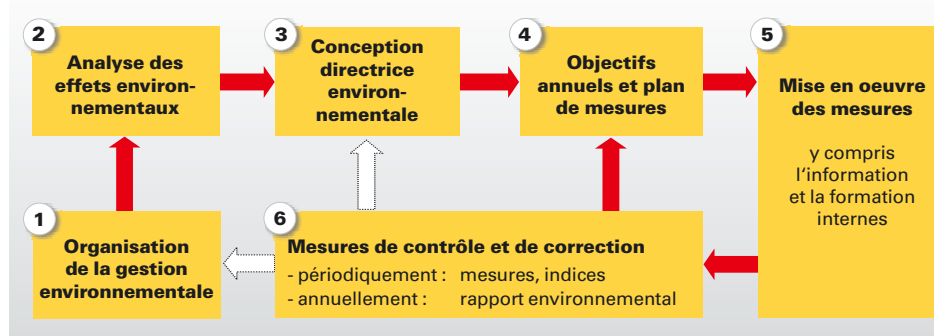 2
Analyse des
effets environ-
nementaux
3
Conception
directrice
environ-
nementale
4
Objectifs
annuels et plan
de mesures
5
Mise en oeuvre
des mesures
y compris
l‘information
et la formation
internes
1
Organisation
de la gestion
environnementale
6
Mesures de contrôle et de correction
- périodiquement : mesures, indices
- annuellement : rapport environnemental